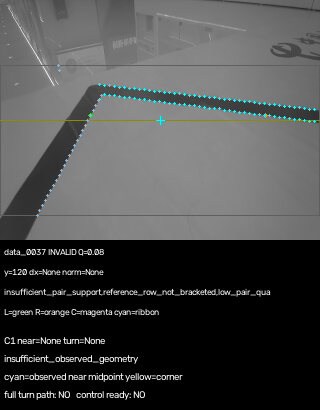 data_0037 INVALID Q=0.08
y=120 dx=None norm=None
insufficient_pair_support,reference_row_not_bracketed,low_pair_qua
L=green R=orange C=magenta cyan=ribbon
C1 near=None turn=None
insufficient_observed_geometry
cyan=observed near midpoint yellow=corner
full turn path: NO control ready: NO